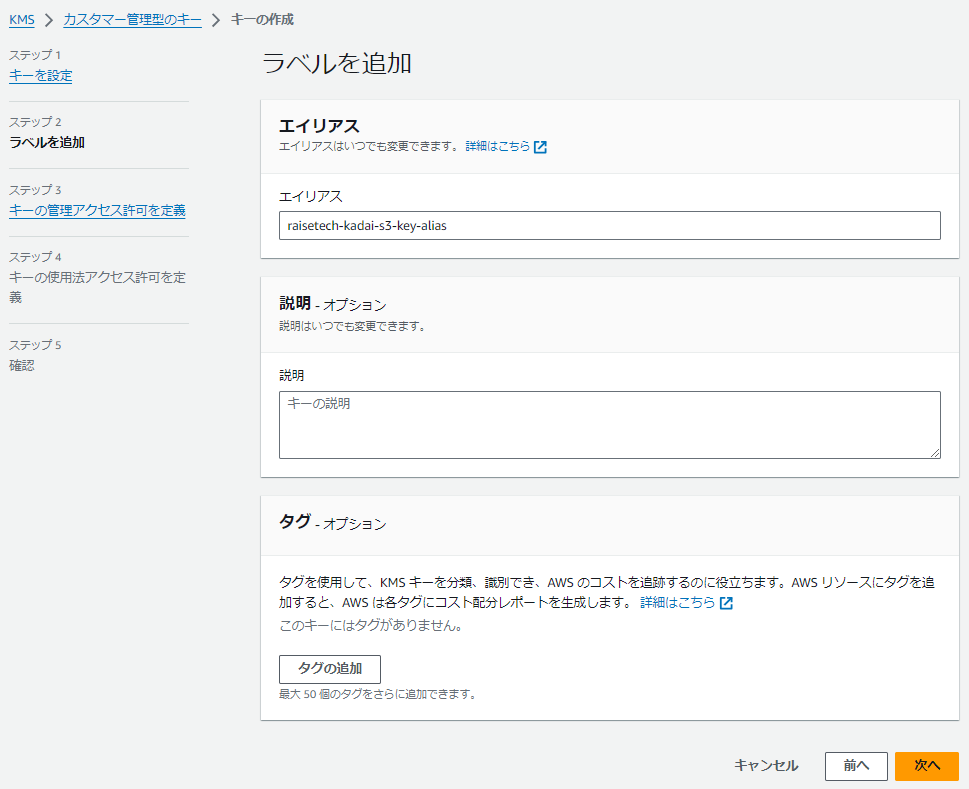 KMS > カスタマー管理型のキー > キーの作成
ステップ 1
キーを設定
ステップ 2
ラベルを追加
ステップ 3
キーの管理アクセス許可を定義
ステップ 4
キーの使用法アクセス許可を定
義
ステップ 5
確認
ラベルを追加
エイリアス
エイリアスはいつでも変更できます。 詳細はこちら
エイリアス
raisetech-kadai-s3-key-alias
説明 - オプション
説明はいつでも変更できます。
説明
キーの説明
タグ - オプション
タグを使用して、KMS キーを分類、識別でき、AWS のコストを追跡するのに役立ちます。AWS リソースにタグを追
加すると、AWS は各タグにコスト配分レポートを生成します。 詳細はこちら
このキーにはタグがありません。
タグの追加
最大 50 個のタグをさらに追加できます。
キャンセル 前へ 次へ